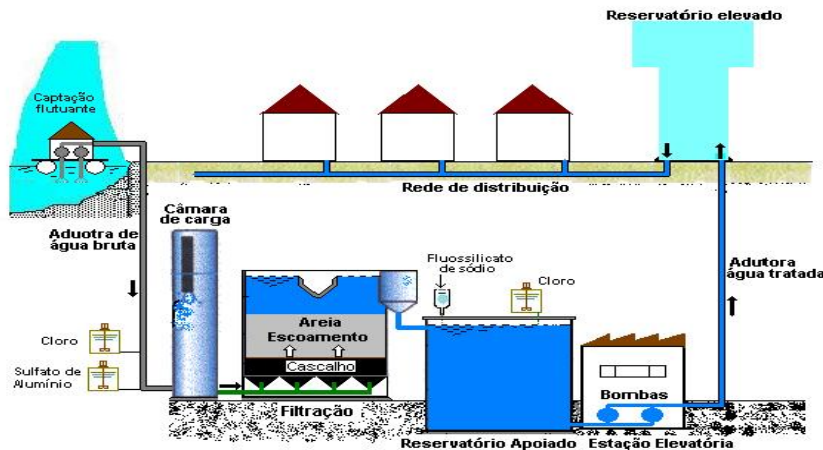 Reservatório elevado
Captação
flutuante
Rede de distribuição
Aduotra de
água bruta
Câmara
de carga
Fluossilicato
de sódio
Cloro
Adutora
água tratada
Areia
Escoamento
Cascalho
Cloro
Sulfato de
Alumínio
Filtração
Bombas
Reservatório Apoiado
Estação Elevatória